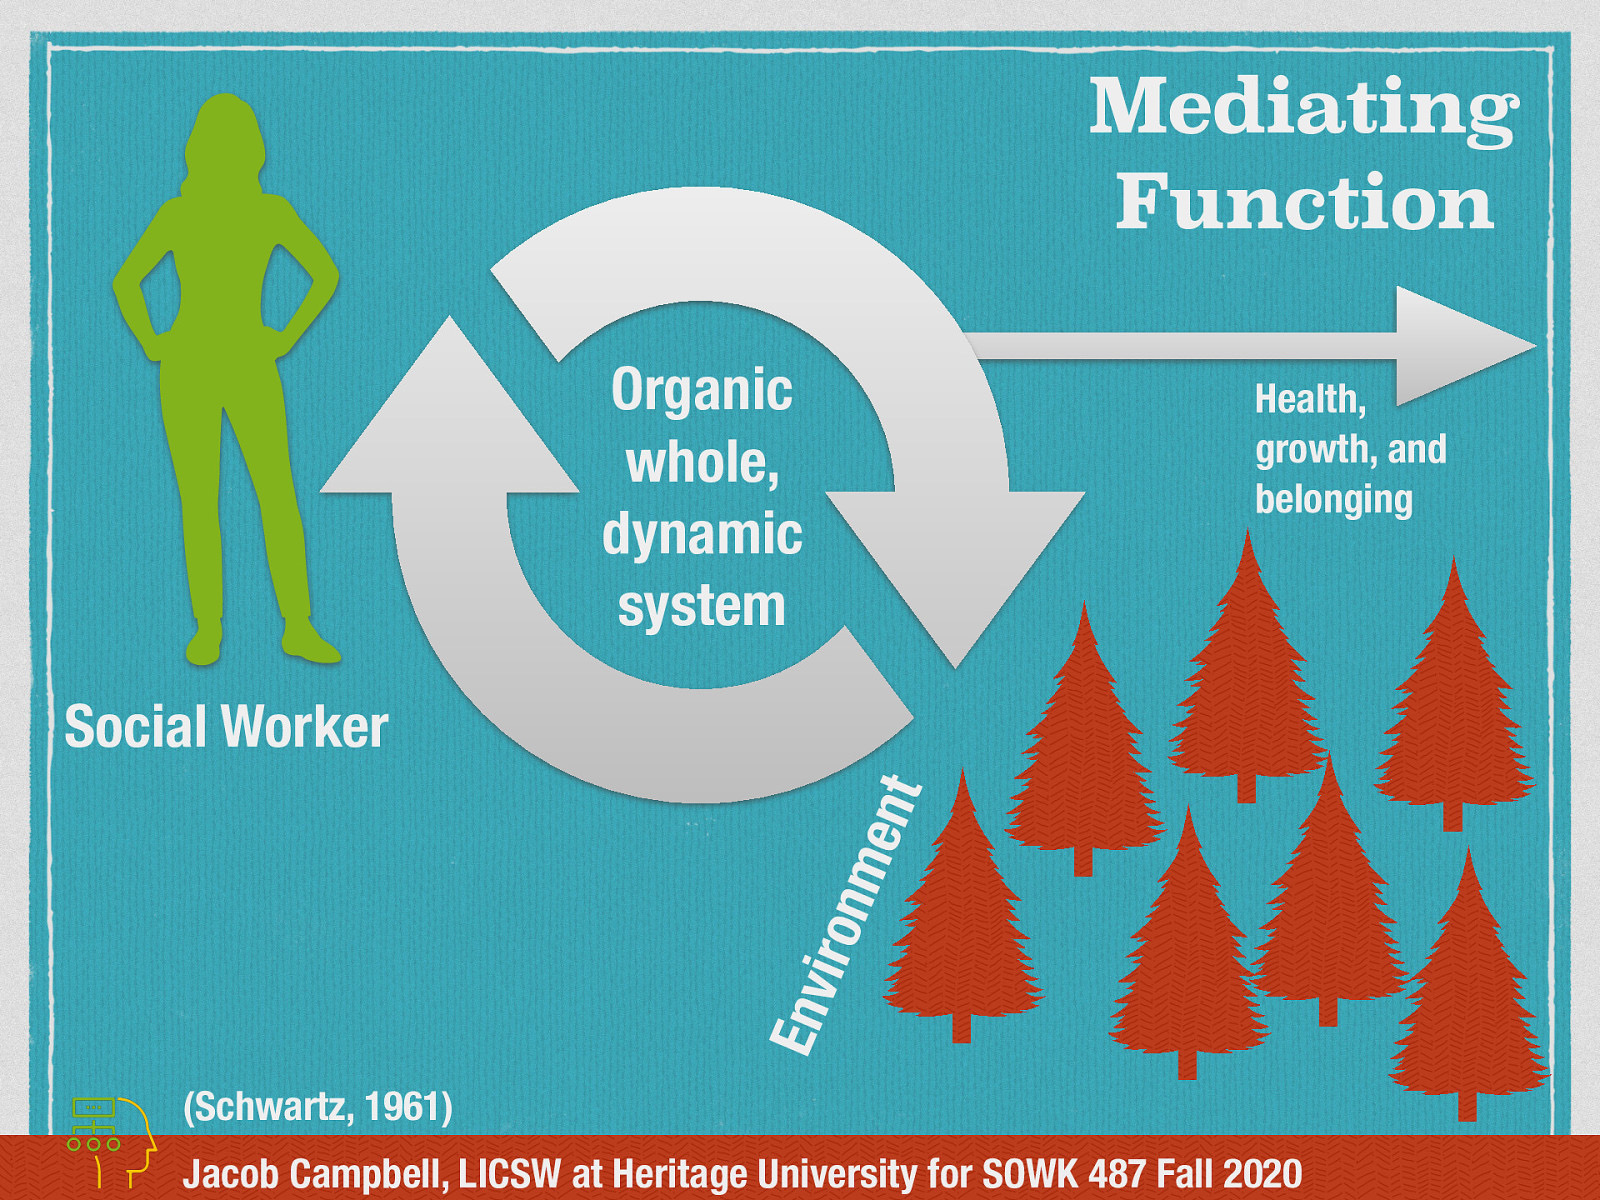 Mediating
Function
Organic
whole,
dynamic
system
Health,
growth, and
belonging
Social Worker
Environment
(Schwartz, 1961)
Jacob Campbell, LICSW at Heritage University for SOWK 487 Fall 2020